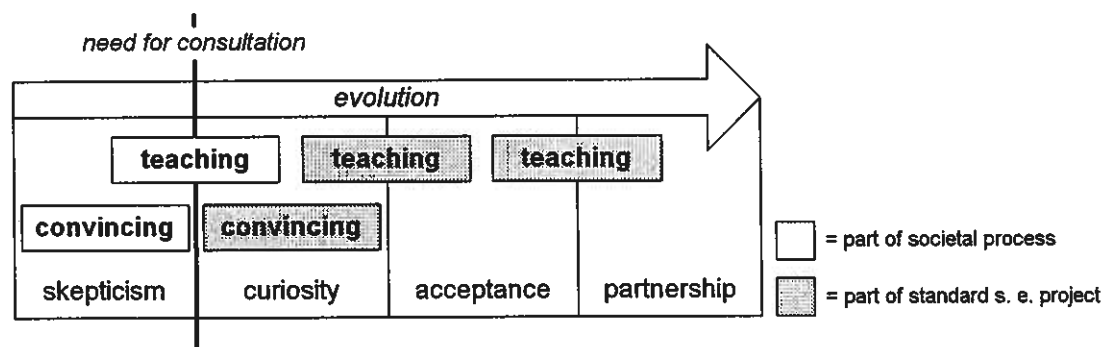 need for consultation
evolution
teaching teaching teaching
convincing convincing
skepticism curiosity acceptance partnership
= part of societal process
= part of standard s. e. project